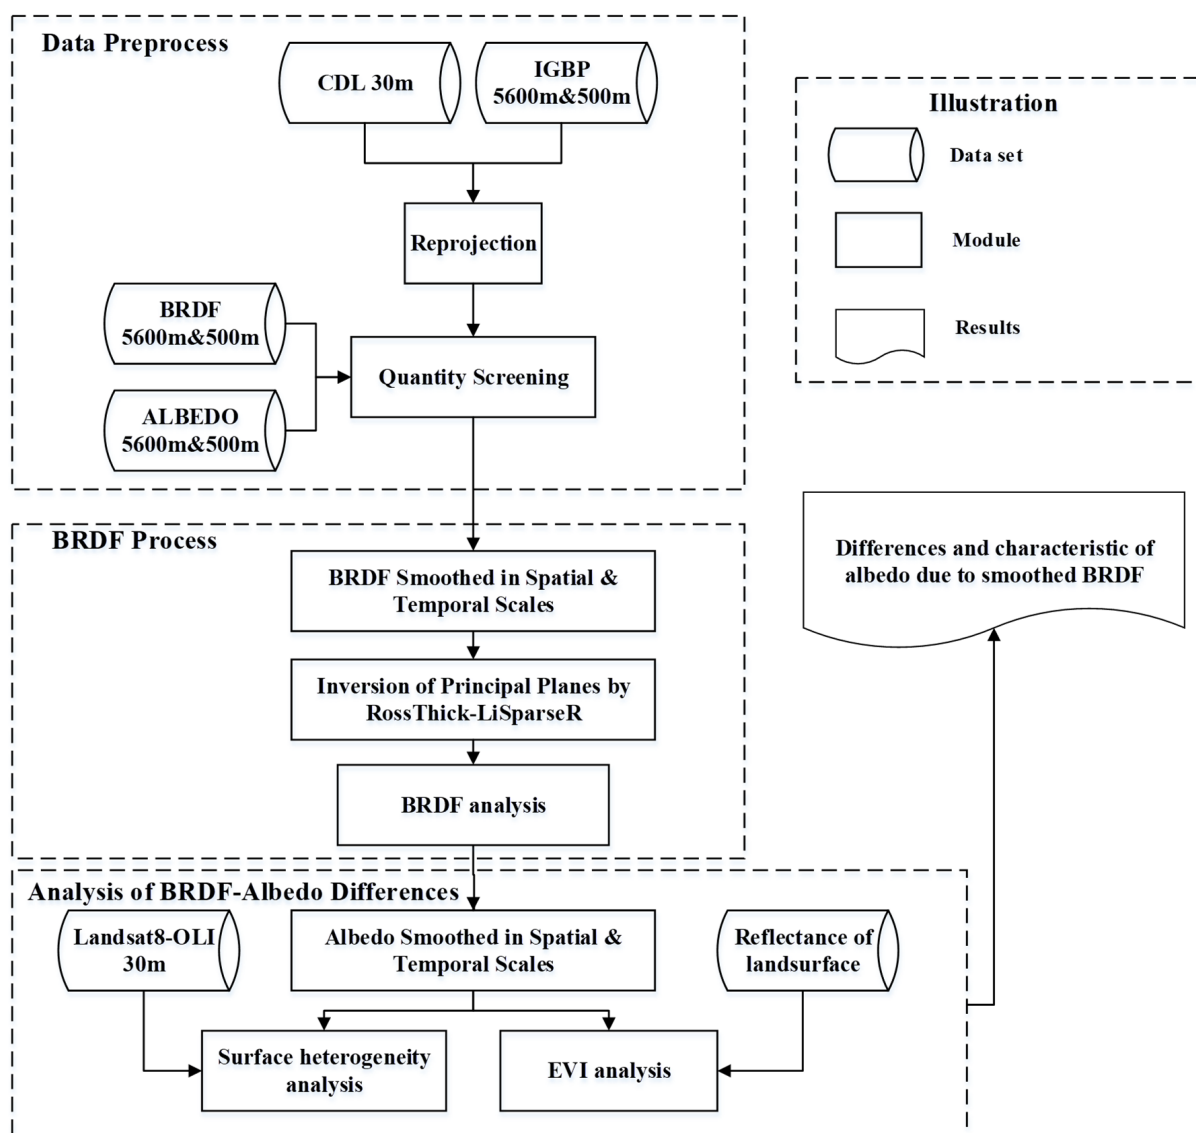 Data Preprocess
CDL 30m
IGBP
5600m&500m
Reprojection
BRDF
5600m&500m
Quantity Screening
ALBEDO
5600m&500m
Illustration
Data set
Module
Results
BRDF Process
BRDF Smoothed in Spatial &
Temporal Scales
Inversion of Principal Planes by
RossThick-LiSparseR
BRDF analysis
Differences and characteristic of
albedo due to smoothed BRDF
Analysis of BRDF-Albedo Differences
Landsat8-OLI
30m
Albedo Smoothed in Spatial &
Temporal Scales
Reflectance of
landsurface
Surface heterogeneity
analysis
EVI analysis